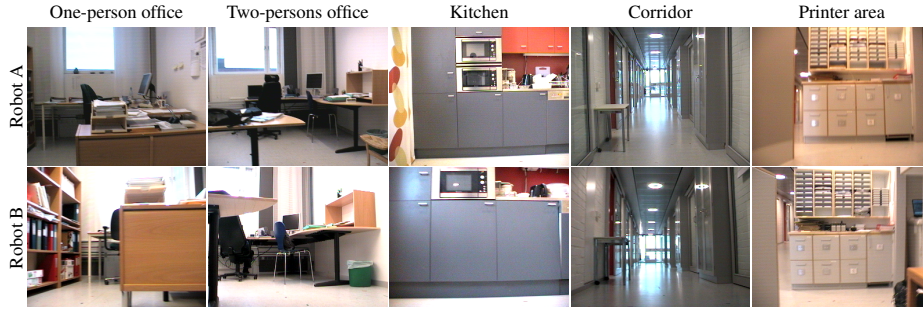 One-person office Two-persons office Kitchen Corridor Printer area
Robot A
Robot B